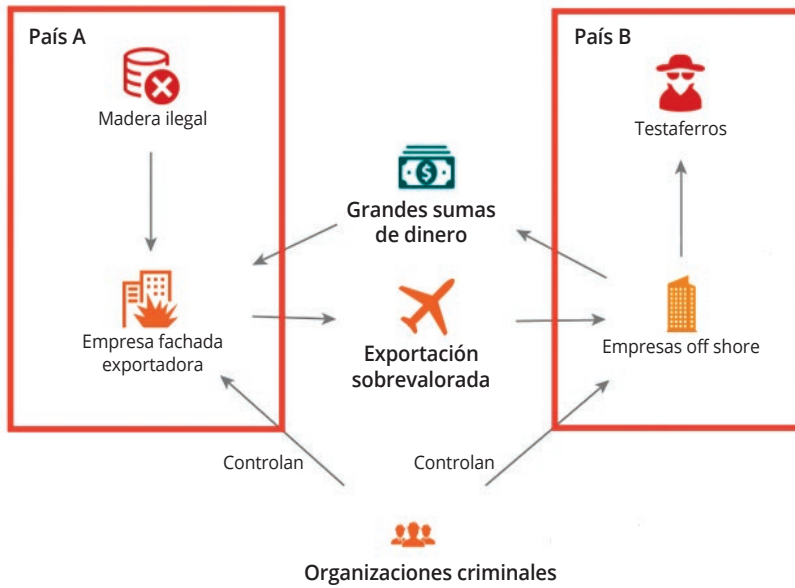 País A
Madera ilegal
Empresa fachada
exportadora
Grandes sumas
de dinero
Exportación
sobrevalorada
País B
Testaferros
Empresas off shore
Controlan
Controlan
Organizaciones criminales